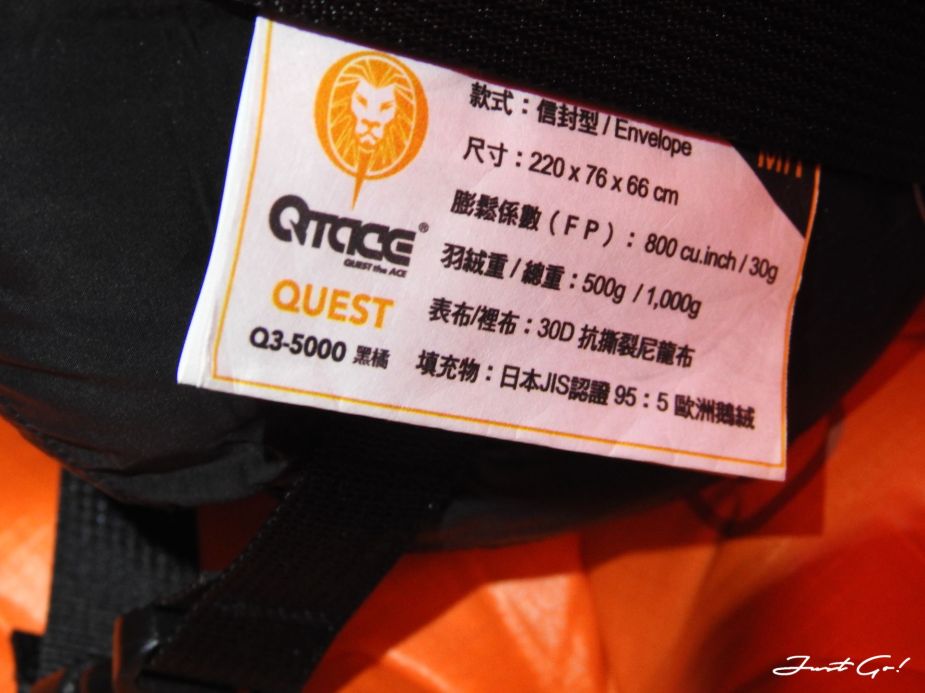 QTACE®
QUEST the ACE
QUEST
Q3-5000 黑橘
款式：信封型 / Envelope
尺寸：220 x 76 x 66 cm
膨鬆係數（ＦＰ）：800 cu.inch / 30g
羽絨重 / 總重：500g / 1,000g
表布/裡布：30D 抗撕裂尼龍布
填充物：日本JIS認證 95：5 歐洲鵝絨
Just Go!